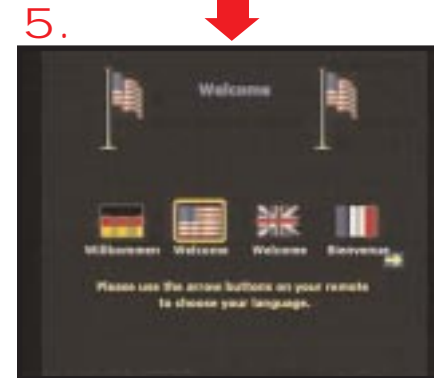 5.
Welcome
Willkommen Welcome Welcome Bienvenue
Please use the arrow buttons on your remote
to choose your language.